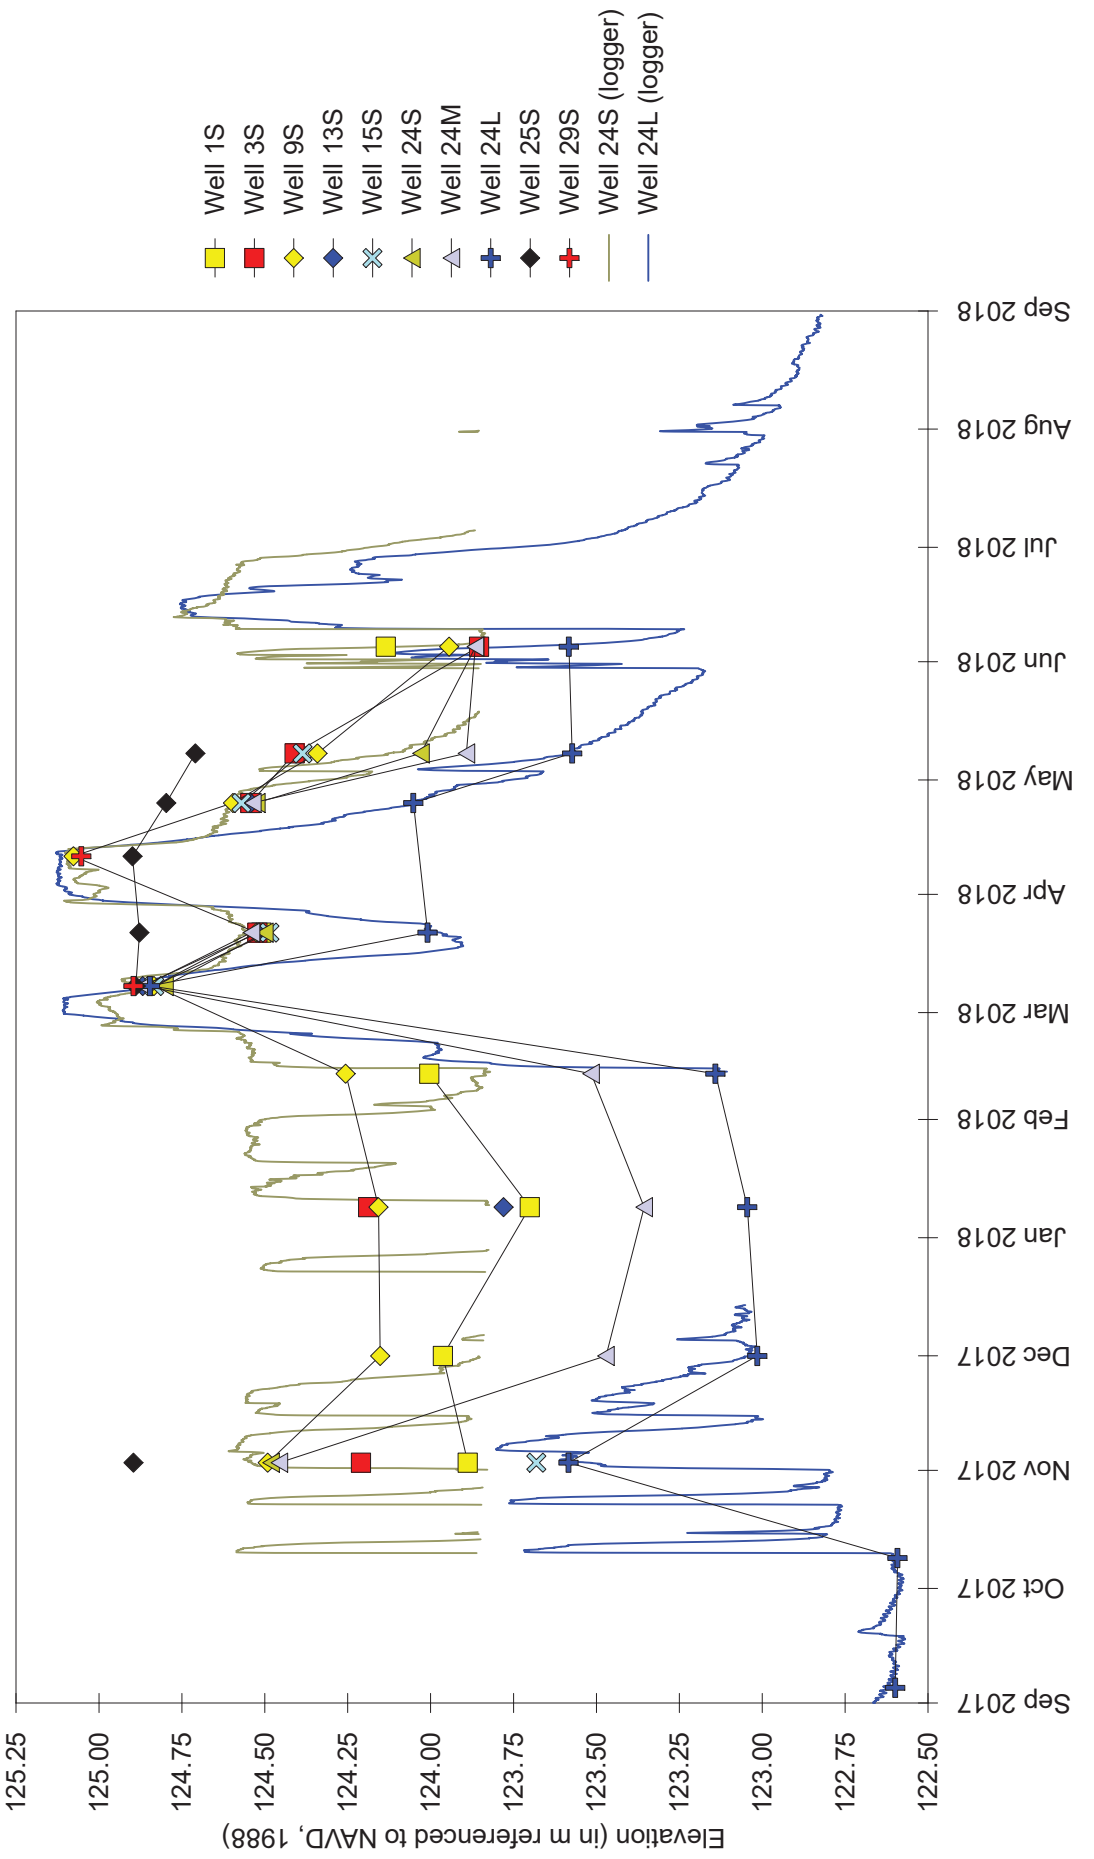 125.25
125.00
124.75
124.50
124.25
124.00
123.75
123.50
123.25
123.00
122.75
122.50
Elevation (in m referenced to NAVD, 1988)
Sep 2017
Oct 2017
Nov 2017
Dec 2017
Jan 2018
Feb 2018
Mar 2018
Apr 2018
May 2018
Jun 2018
Jul 2018
Aug 2018
Sep 2018
Well 1S
Well 3S
Well 9S
Well 13S
Well 15S
Well 24S
Well 24M
Well 24L
Well 25S
Well 29S
Well 24S (logger)
Well 24L (logger)